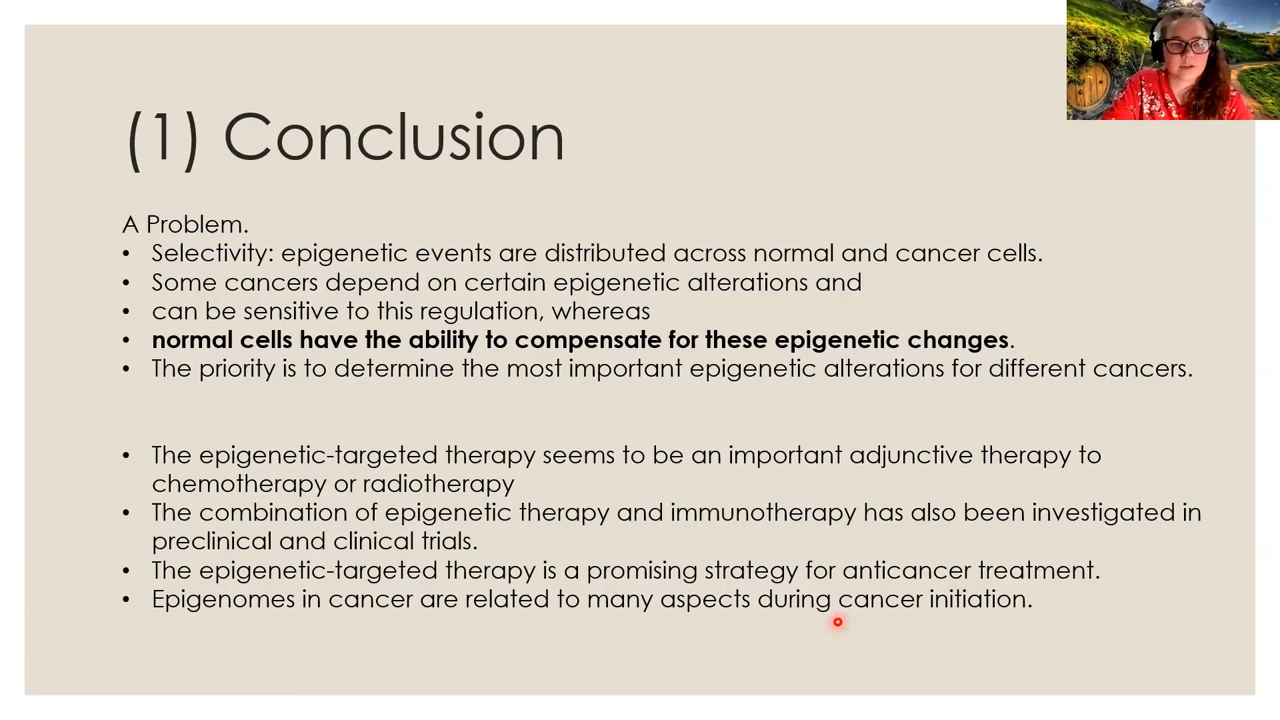 (1) Conclusion
A Problem.
• Selectivity: epigenetic events are distributed across normal and cancer cells.
• Some cancers depend on certain epigenetic alterations and
• can be sensitive to this regulation, whereas
• normal cells have the ability to compensate for these epigenetic changes.
• The priority is to determine the most important epigenetic alterations for different cancers.
• The epigenetic-targeted therapy seems to be an important adjunctive therapy to
chemotherapy or radiotherapy
• The combination of epigenetic therapy and immunotherapy has also been investigated in
preclinical and clinical trials.
• The epigenetic-targeted therapy is a promising strategy for anticancer treatment.
• Epigenomes in cancer are related to many aspects during cancer initiation.